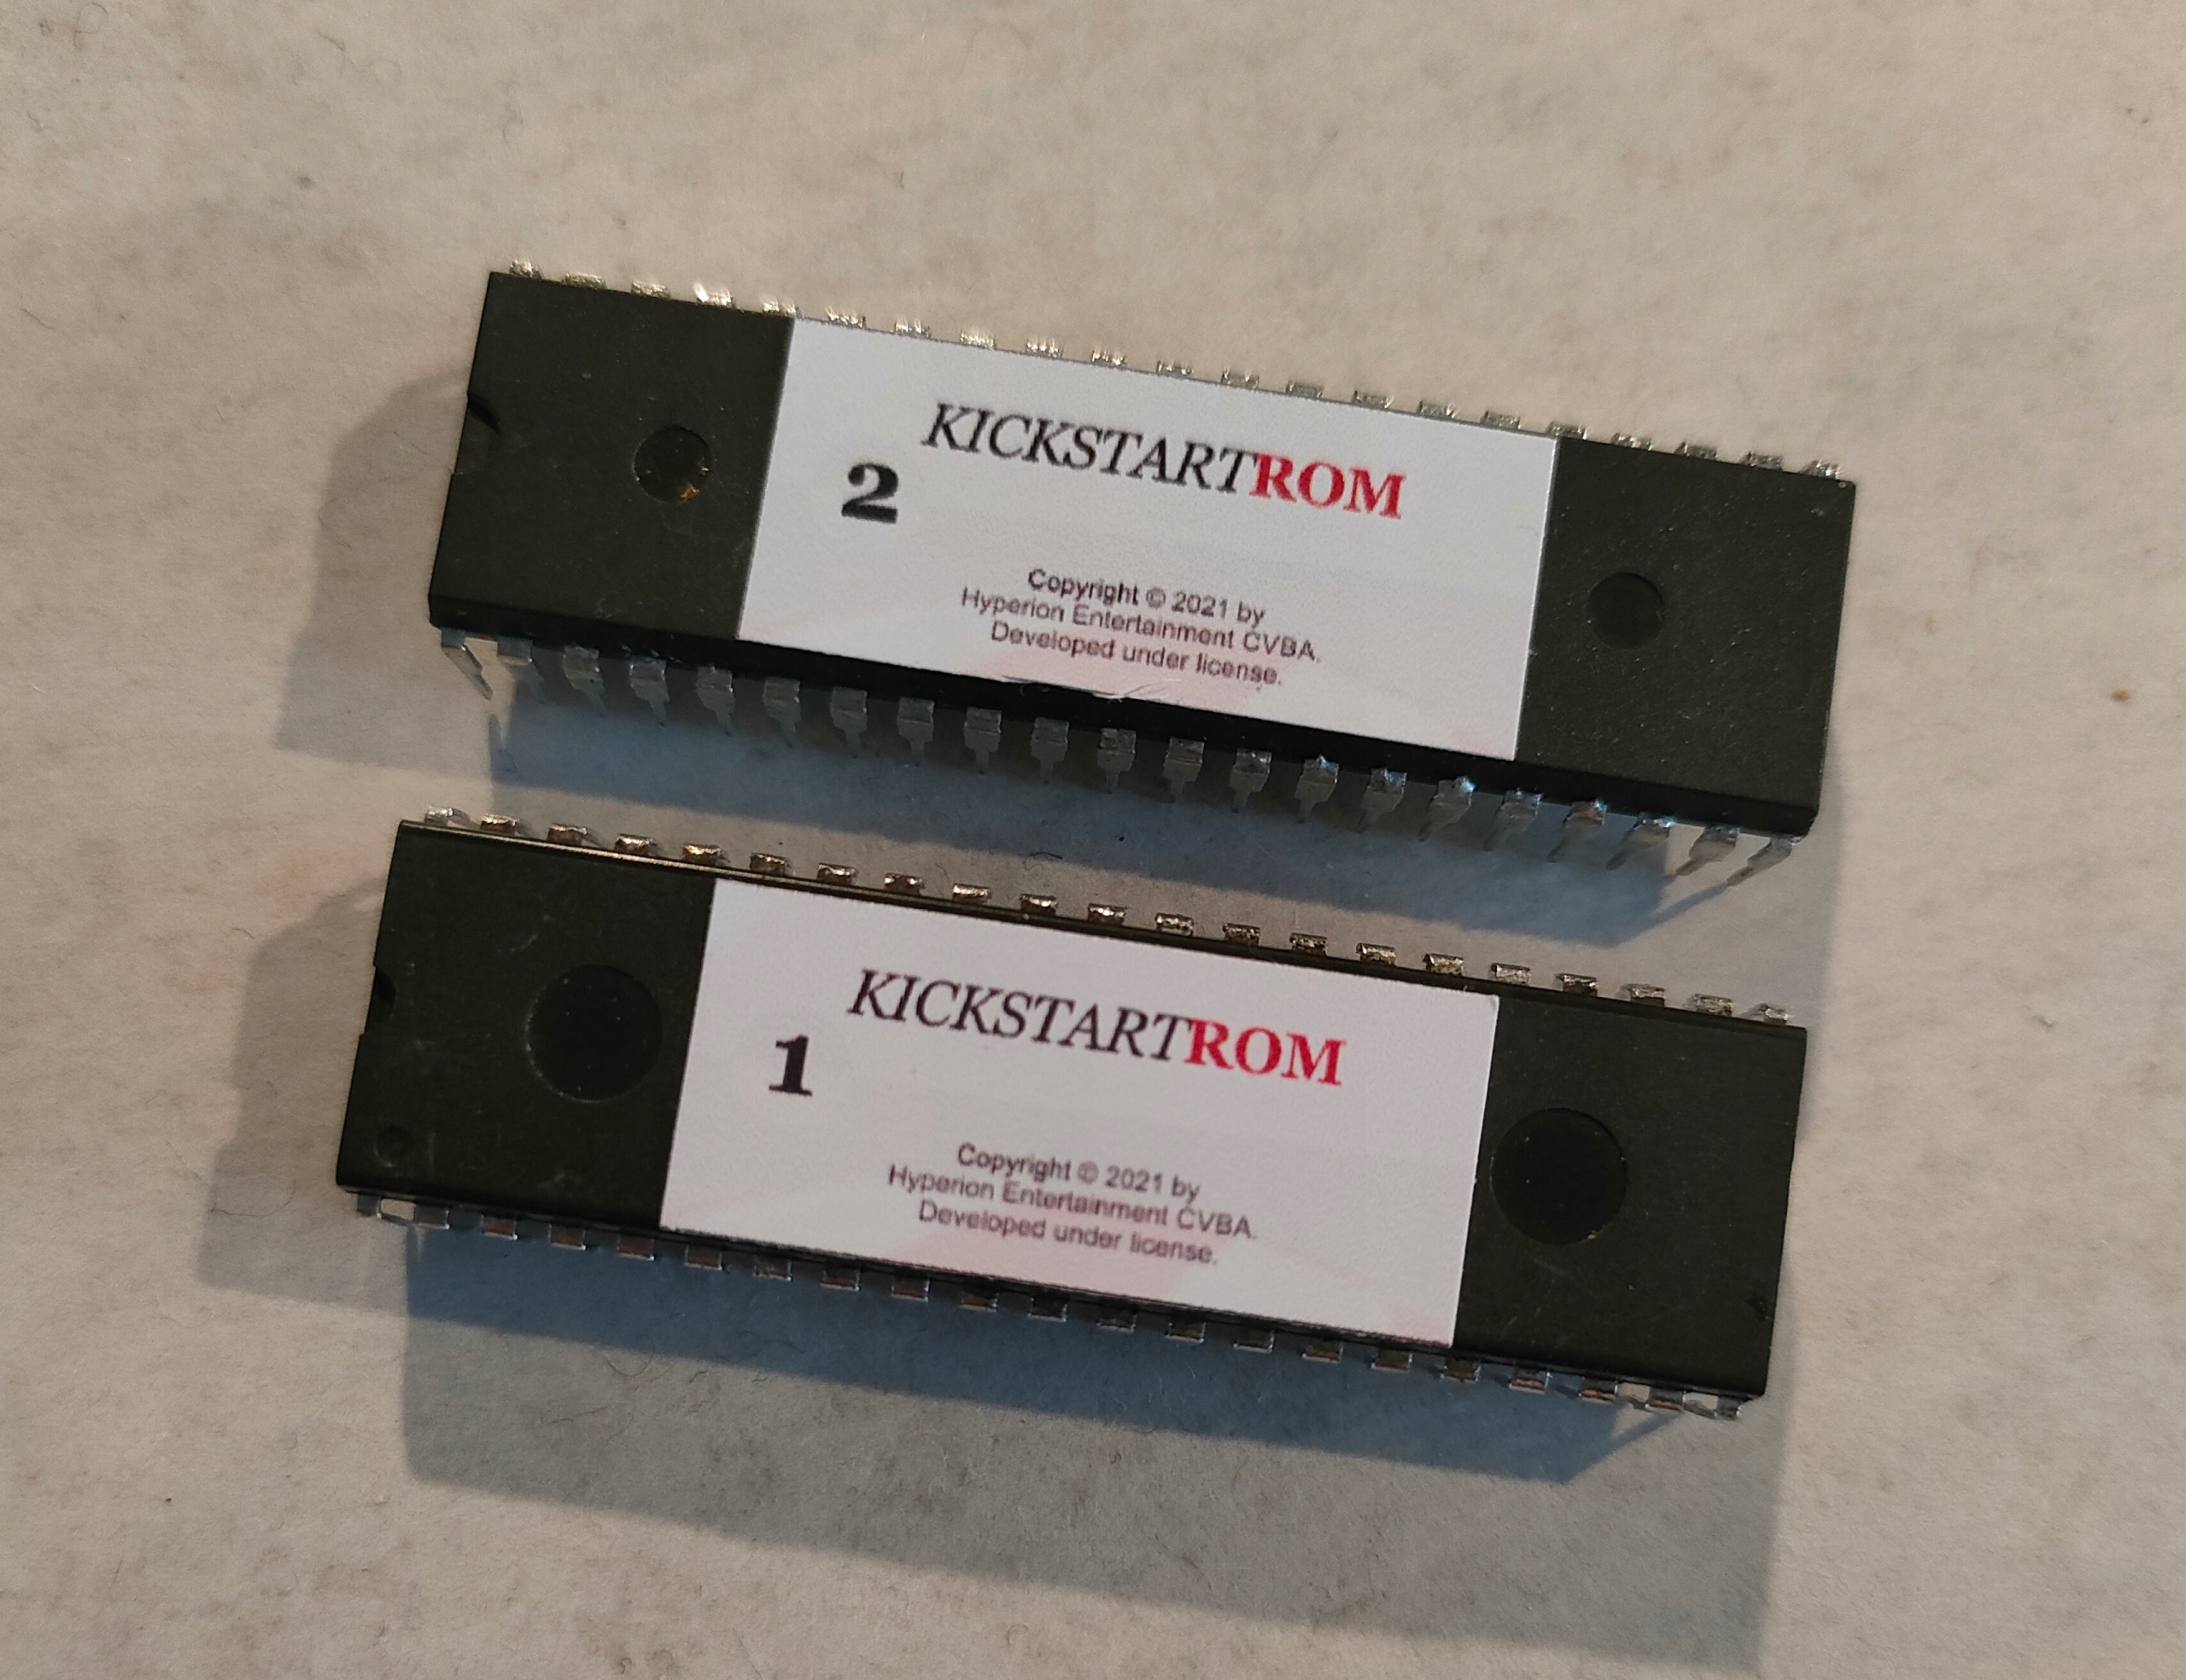 KICKSTARTROM
2
Copyright © 2021 by
Hyperion Entertainment CVBA.
Developed under license.
KICKSTARTROM
1
Copyright © 2021 by
Hyperion Entertainment CVBA.
Developed under license.